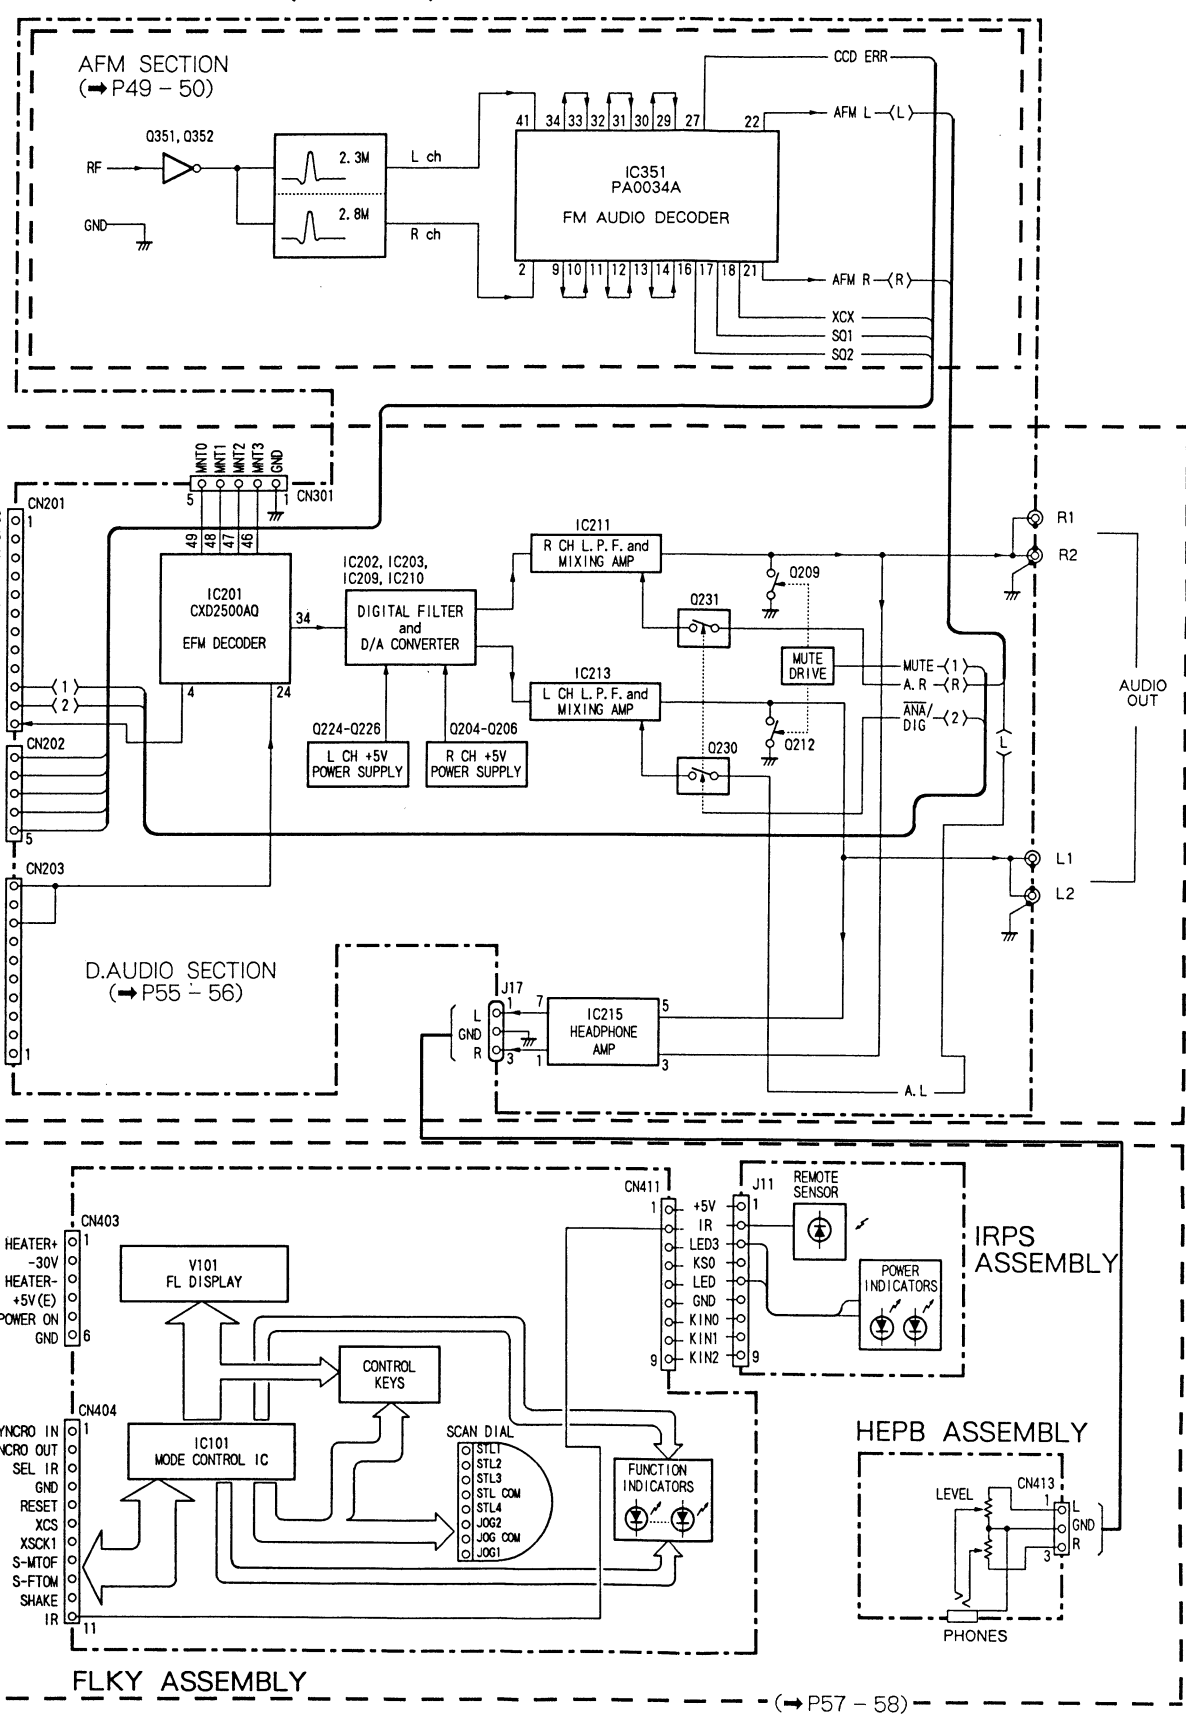 AFM SECTION
(➡P49 – 50)
Q351, Q352
RF
GND
2.3M
2.8M
L ch
R ch
41 34 33 32 31 30 29 27 22
IC351
PA0034A
FM AUDIO DECODER
2 9 10 11 12 13 14 16 17 18 21
CCD ERR
AFM L (L)
AFM R (R)
XCX
SQ1
SQ2
MNT0
MNT1
MNT2
MNT3
GND
5 1
CN301
CN201
1
49 48 47 46
IC201
CXD2500AQ
EFM DECODER
34
4 24
(1)
(2)
CN202
5
CN203
1
IC202, IC203,
IC209, IC210
DIGITAL FILTER
and
D/A CONVERTER
Q224-Q226
L CH +5V
POWER SUPPLY
Q204-Q206
R CH +5V
POWER SUPPLY
IC211
R CH L.P.F. and
MIXING AMP
IC213
L CH L.P.F. and
MIXING AMP
Q231
Q209
MUTE
DRIVE
Q230
Q212
MUTE (1)
A.R (R)
ANA/
DIG (2)
L
R1
R2
AUDIO
OUT
L1
L2
D.AUDIO SECTION
(➡P55 – 56)
J17
L 1
GND
R 3
7
1
IC215
HEADPHONE
AMP
5
3
A.L
CN403
HEATER+ 1
-30V
HEATER-
+5V(E)
POWER ON
GND 6
V101
FL DISPLAY
CONTROL
KEYS
CN404
YNCRO IN 1
NCRO OUT
SEL IR
GND
RESET
XCS
XSCK1
S-MTOF
S-FTOM
SHAKE
IR 11
IC101
MODE CONTROL IC
SCAN DIAL
STL1
STL2
STL3
STL COM
STL4
JOG2
JOG COM
JOG1
FUNCTION
INDICATORS
CN411
J11
1 +5V 1
IR
LED3
KS0
LED
GND
KIN0
KIN1
9 KIN2 9
REMOTE
SENSOR
POWER
INDICATORS
IRPS
ASSEMBLY
HEPB ASSEMBLY
LEVEL
CN413
1 L
GND
3 R
PHONES
FLKY ASSEMBLY
(➡P57 – 58)